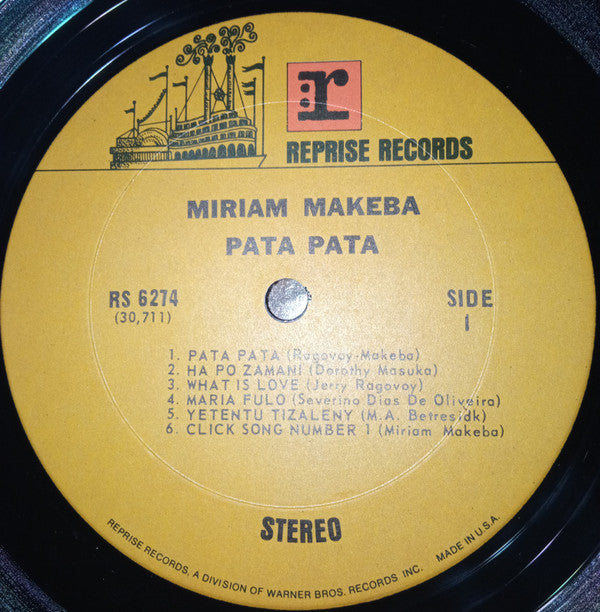 r
REPRISE RECORDS
MIRIAM MAKEBA
PATA PATA
RS 6274
(30,711)
SIDE
1
1. PATA PATA (Ragovoy-Makeba)
2. HA PO ZAMANI (Dorothy Masuka)
3. WHAT IS LOVE (Jerry Ragovoy)
4. MARIA FULO (Severino Dias De Oliveira)
5. YETENTU TIZALENY (M.A. Betresidk)
6. CLICK SONG NUMBER 1 (Miriam Makeba)
STEREO
REPRISE RECORDS, A DIVISION OF WARNER BROS. RECORDS INC. MADE IN U.S.A.